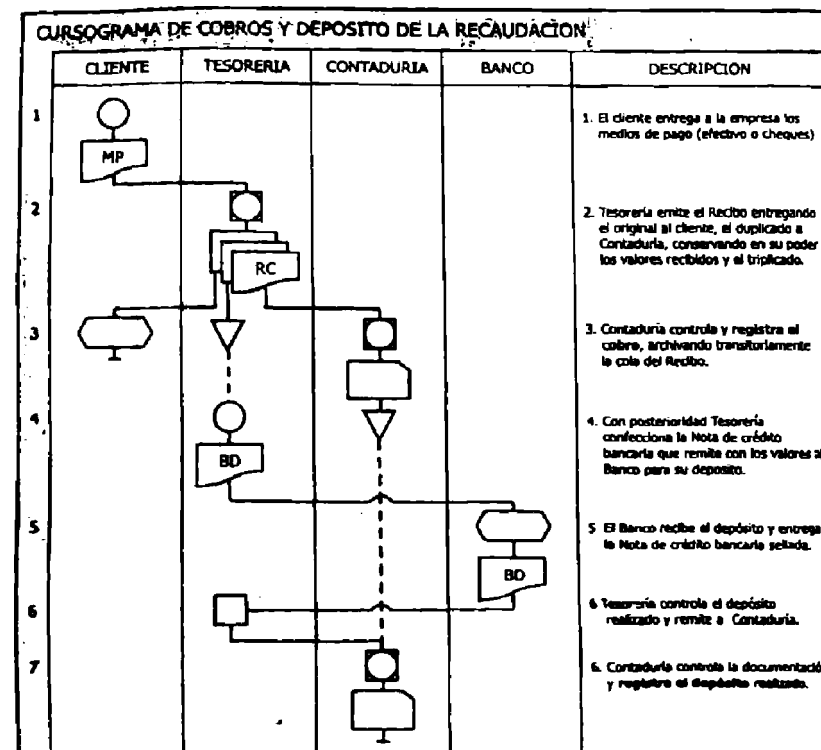 CURSOGRAMA DE COBROS Y DEPOSITO DE LA RECAUDACION
CLIENTE TESORERIA CONTADURIA BANCO DESCRIPCION
1
MP
1. El cliente entrega a la empresa los
medios de pago (efectivo o cheques)
2
RC
2. Tesorería emite el Recibo entregando
el original al cliente, el duplicado a
Contaduría, conservando en su poder
los valores recibidos y el triplicado.
3
3. Contaduría controla y registra el
cobro, archivando transitoriamente
la cola del Recibo.
4
BD
4. Con posterioridad Tesorería
confecciona la Nota de crédito
bancaria que remite con los valores al
Banco para su deposito.
5
BD
5 El Banco recibe el depósito y entrega
la Nota de crédito bancaria sellada.
6
6 Tesorería controla el depósito
realizado y remite a Contaduría.
7
6. Contaduría controla la documentació
y registra el depósito realizado.